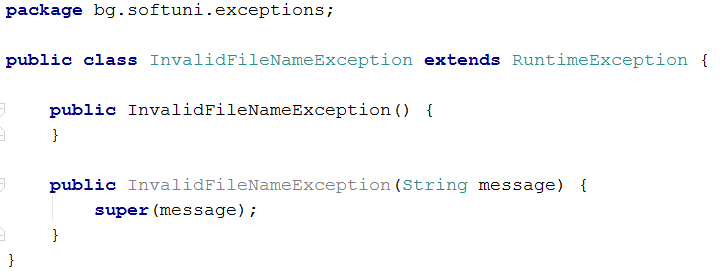 package bg.softuni.exceptions;
public class InvalidFileNameException extends RuntimeException {
public InvalidFileNameException() {
}
public InvalidFileNameException(String message) {
super(message);
}
}